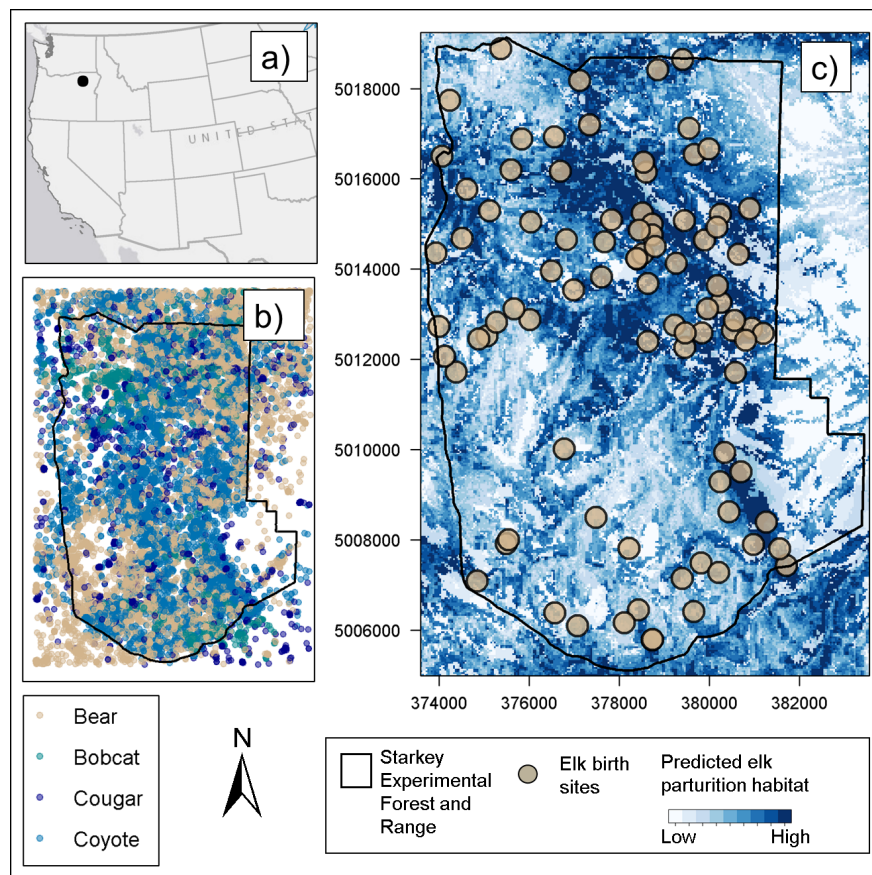 a)
UNITED STAT
b)
c)
5018000
5016000
5014000
5012000
5010000
5008000
5006000
374000 376000 378000 380000 382000
Bear
Bobcat
Cougar
Coyote
N
Starkey
Experimental
Forest and
Range
Elk birth
sites
Predicted elk
parturition habitat
Low High